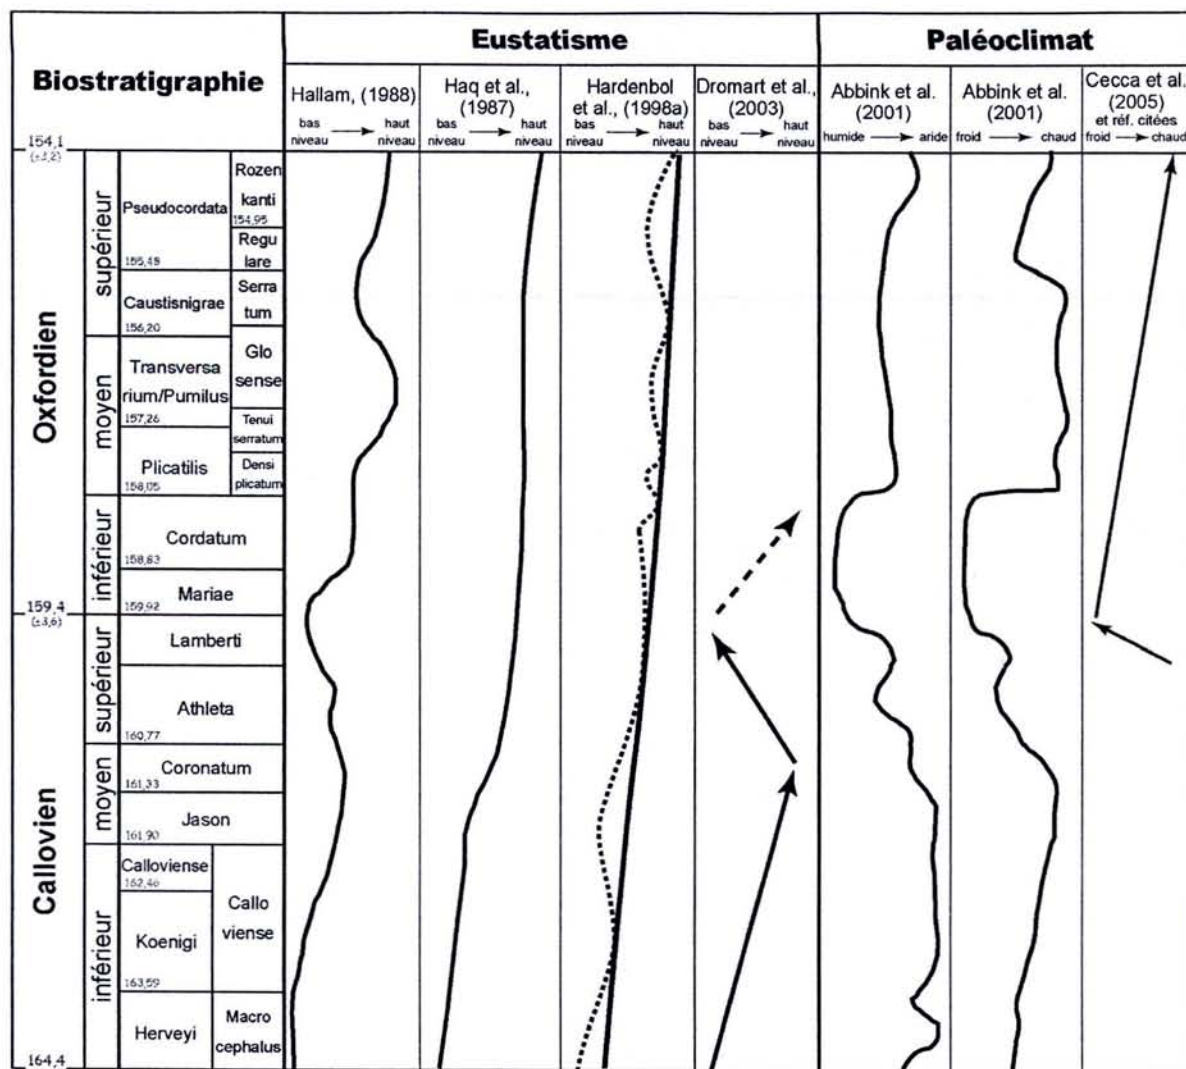 Biostratigraphie
Eustatisme
Paléoclimat
Hallam, (1988)
bas niveau → haut niveau
Haq et al., (1987)
bas niveau → haut niveau
Hardenbol et al., (1998a)
bas niveau → haut niveau
Dromart et al., (2003)
bas niveau → haut niveau
Abbink et al. (2001)
humide → aride
Abbink et al. (2001)
froid → chaud
Cecca et al. (2005)
et réf. citées
froid → chaud
154,1
Oxfordien
supérieur
Pseudocordata
155,49
Rozen
kanti
154,95
Regu
lare
Caustisnigrae
156,20
Serra
tum
moyen
Transversa
rium/Pumilus
157,26
Glo
sense
Tenui
serratum
Plicatilis
158,05
Densi
plicatum
inférieur
Cordatum
158,83
Mariae
159,92
159,4
(±3,6)
Callovien
supérieur
Lamberti
Athleta
160,77
moyen
Coronatum
161,33
Jason
161,90
inférieur
Calloviense
162,46
Koenigi
163,59
Callo
viense
Herveyi
Macro
cephalus
164,4